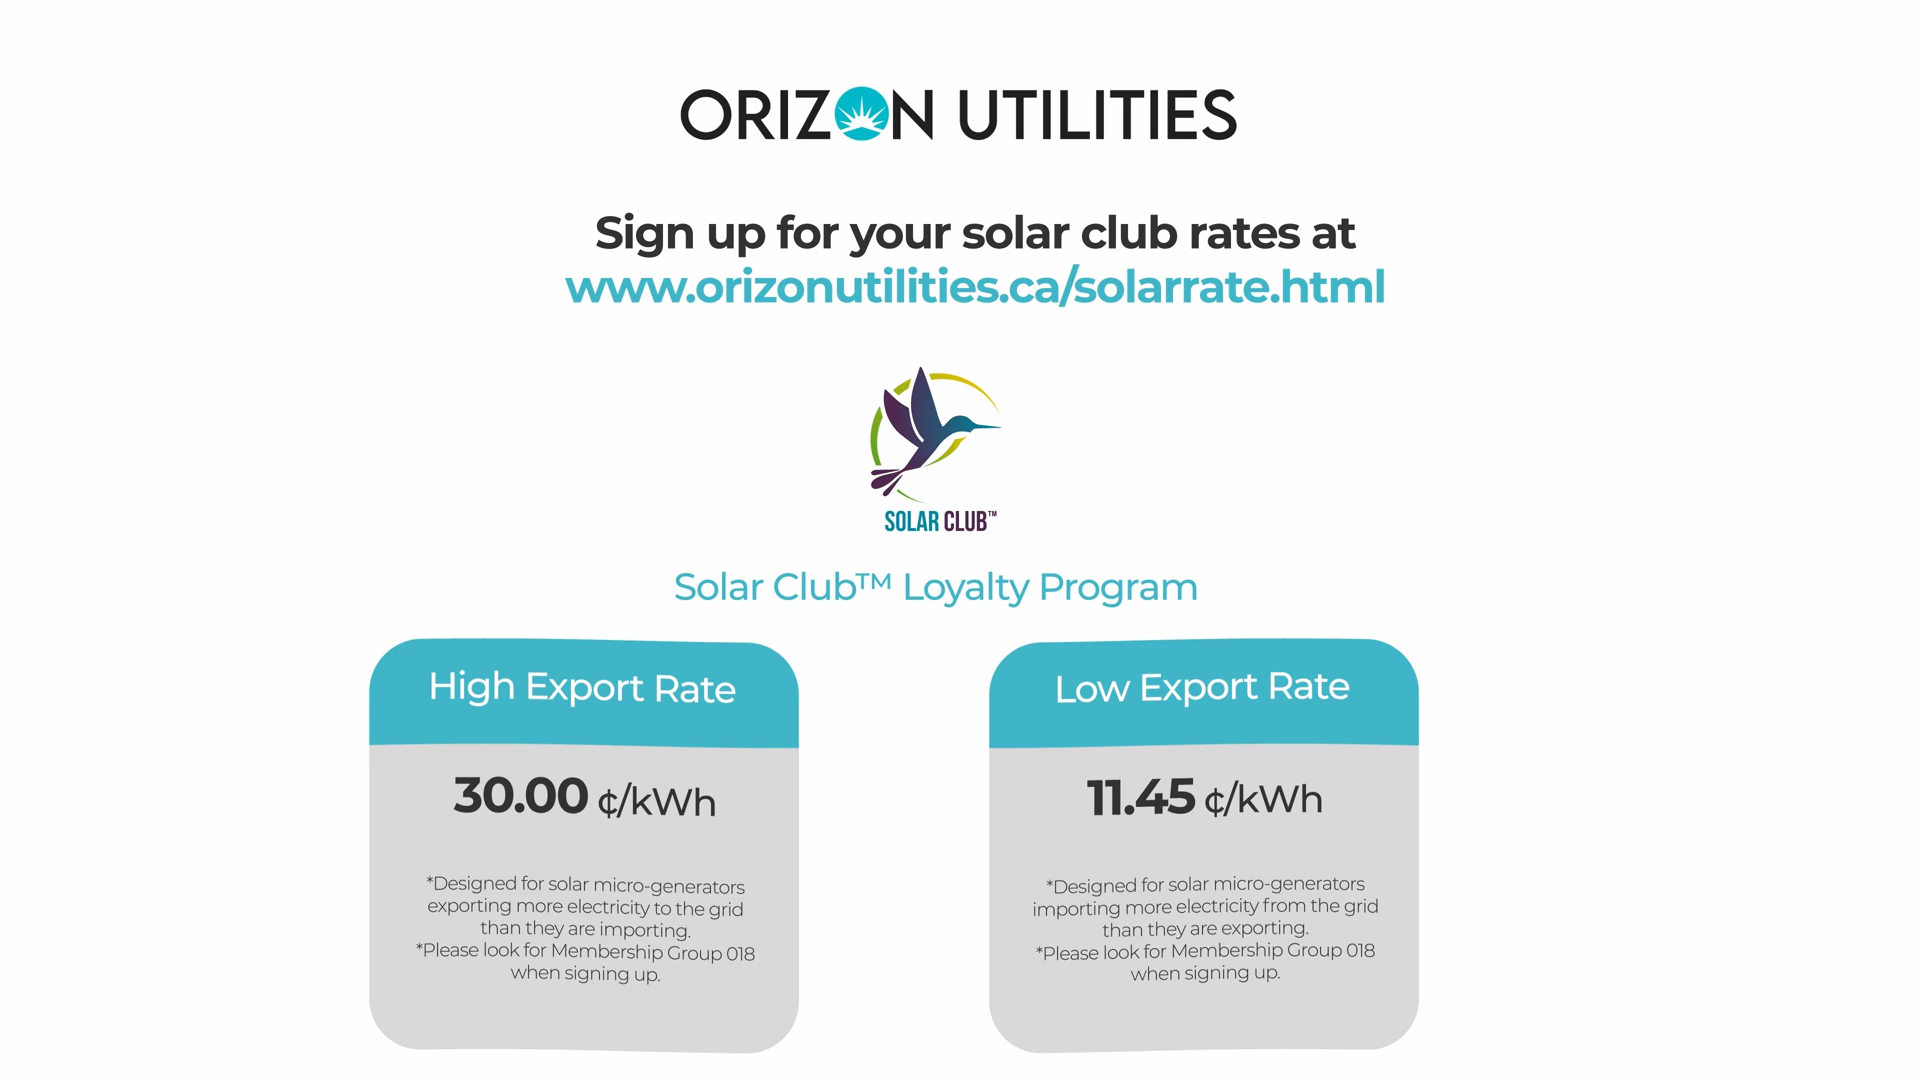 ORIZON UTILITIES
Sign up for your solar club rates at
www.orizonutilities.ca/solarrate.html
SOLAR CLUB™
Solar Club™ Loyalty Program
High Export Rate
30.00 ¢/kWh
*Designed for solar micro-generators
exporting more electricity to the grid
than they are importing.
*Please look for Membership Group 018
when signing up.
Low Export Rate
11.45 ¢/kWh
*Designed for solar micro-generators
importing more electricity from the grid
than they are exporting.
*Please look for Membership Group 018
when signing up.